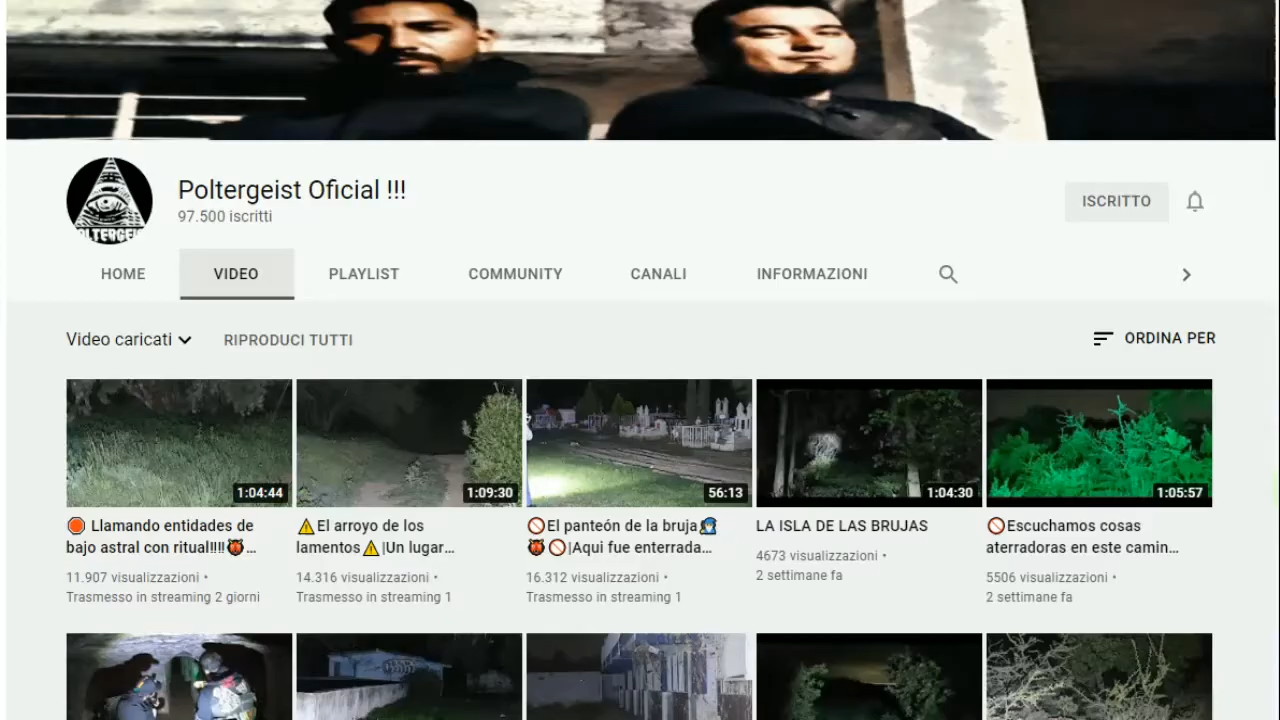 Poltergeist Oficial !!!
97.500 iscritti
ISCRITTO
HOME
VIDEO
PLAYLIST
COMMUNITY
CANALI
INFORMAZIONI
Video caricati
RIPRODUCI TUTTI
ORDINA PER
1:04:44
1:09:30
56:13
1:04:30
1:05:57
🛑 Llamando entidades de
bajo astral con ritual!!!!👹...
11.907 visualizzazioni •
Trasmesso in streaming 2 giorni
⚠️El arroyo de los
lamentos⚠️|Un lugar...
14.316 visualizzazioni •
Trasmesso in streaming 1
🚫El panteón de la bruja🧙
👹🚫|Aqui fue enterrada...
16.312 visualizzazioni •
Trasmesso in streaming 1
LA ISLA DE LAS BRUJAS
4673 visualizzazioni •
2 settimane fa
🚫Escuchamos cosas
aterradoras en este camin...
5506 visualizzazioni •
2 settimane fa